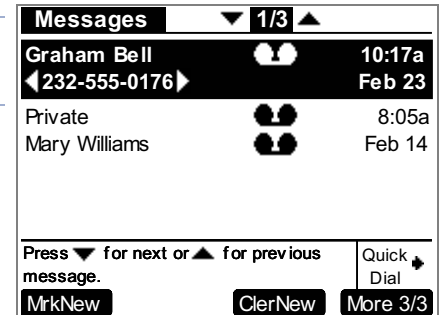 Messages ▼ 1/3 ▲
Graham Bell 10:17a
◀232-555-0176▶ Feb 23
Private 8:05a
Mary Williams Feb 14
Press ▼ for next or ▲ for previous
message.
Quick
Dial
MrkNew ClerNew More 3/3